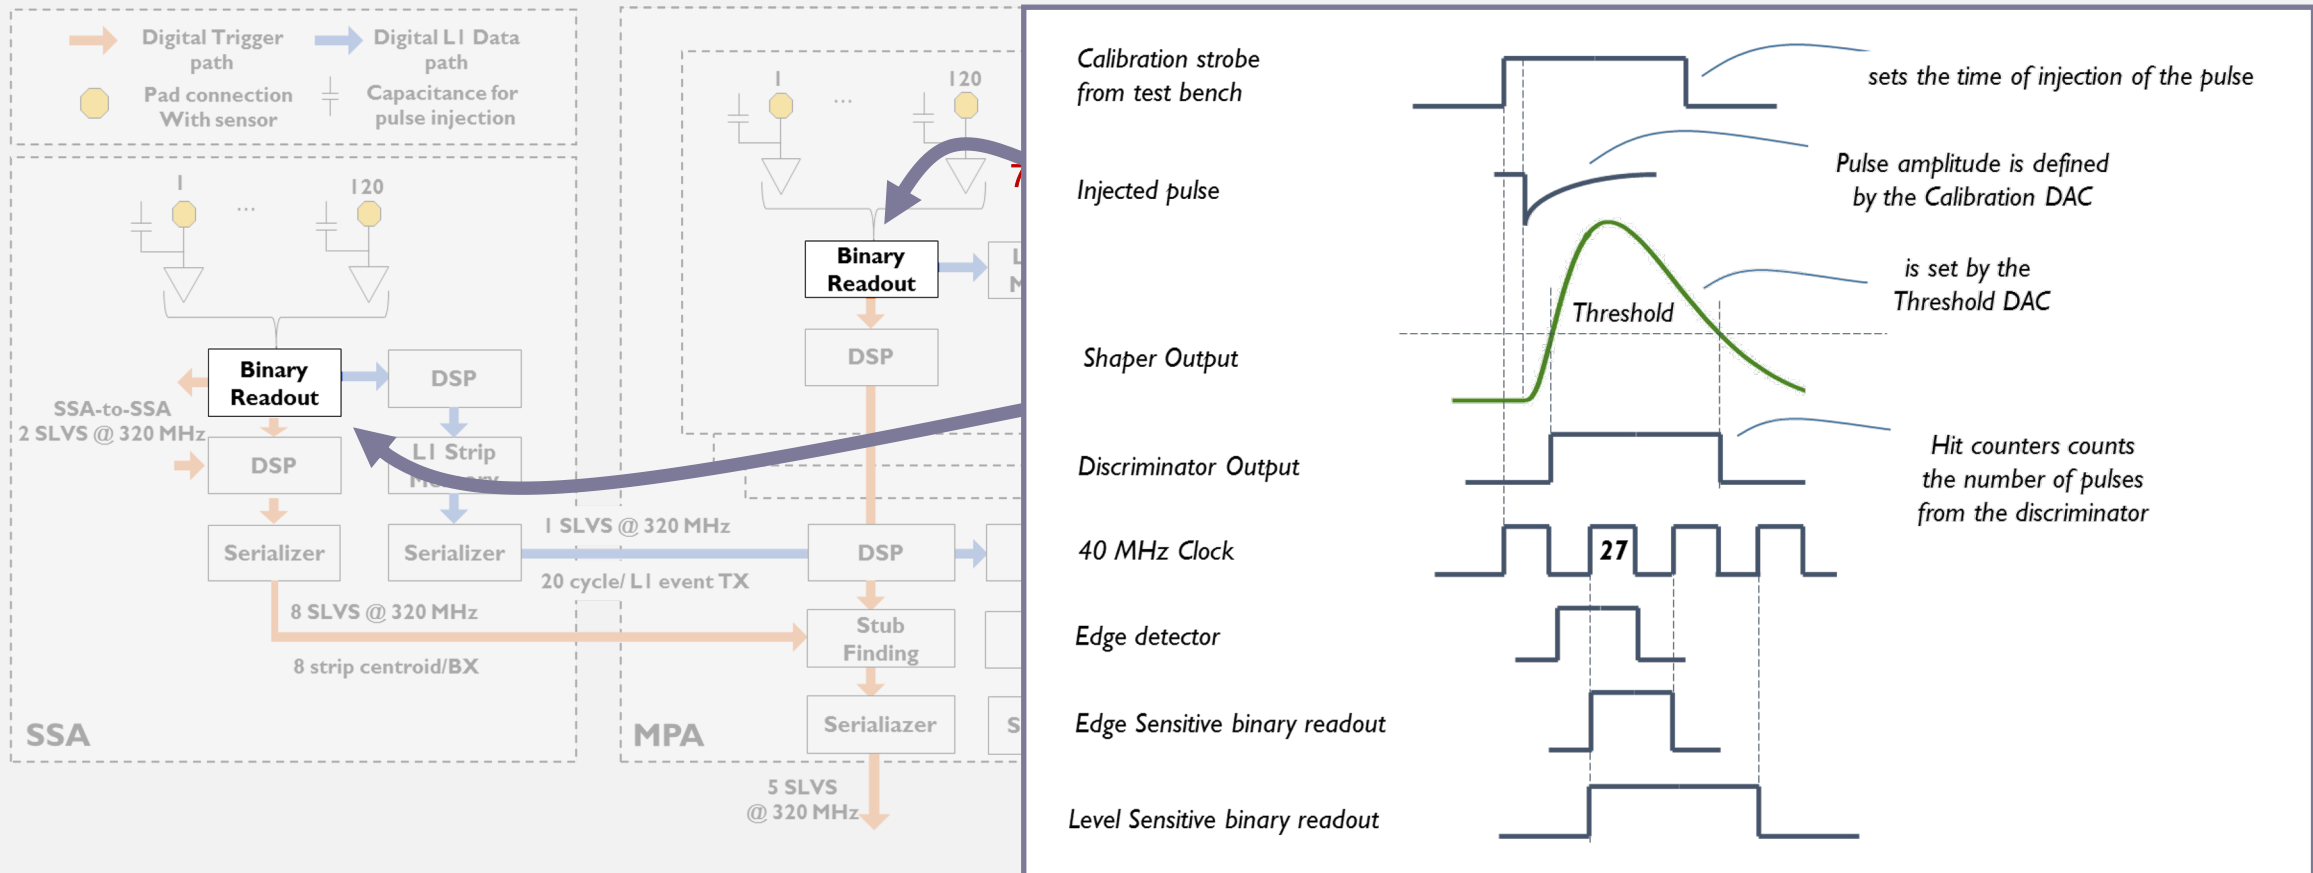 Digital Trigger
path
Digital L1 Data
path
Pad connection
With sensor
Capacitance for
pulse injection
1
...
120
Binary
Readout
DSP
SSA-to-SSA
2 SLVS @ 320 MHz
DSP
L1 Strip
Memory
Serializer
Serializer
1 SLVS @ 320 MHz
20 cycle/ L1 event TX
8 SLVS @ 320 MHz
8 strip centroid/BX
SSA
1
...
120
7
Binary
Readout
L
M
DSP
DSP
Stub
Finding
Serialiazer
S
MPA
5 SLVS
@ 320 MHz
Calibration strobe
from test bench
sets the time of injection of the pulse
Injected pulse
Pulse amplitude is defined
by the Calibration DAC
is set by the
Threshold DAC
Threshold
Shaper Output
Discriminator Output
Hit counters counts
the number of pulses
from the discriminator
40 MHz Clock
27
Edge detector
Edge Sensitive binary readout
Level Sensitive binary readout